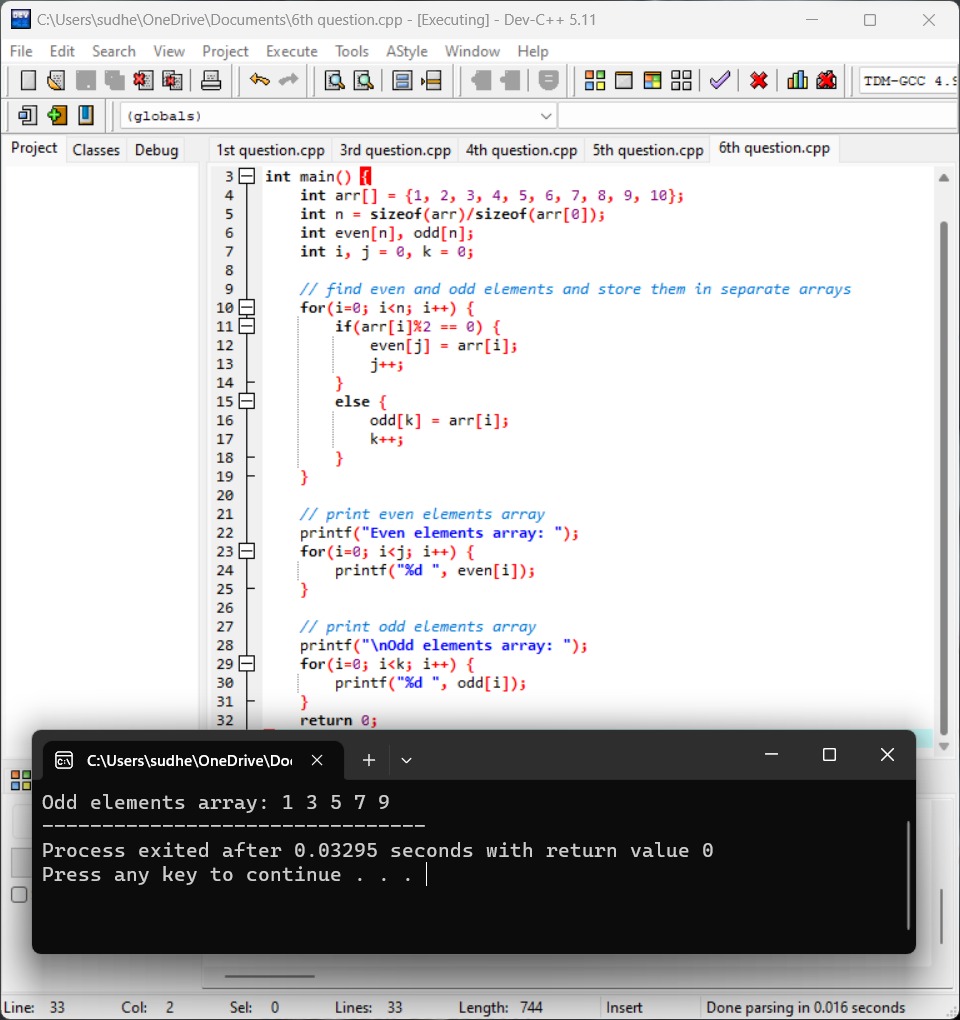 C:\Users\sudhe\OneDrive\Documents\6th question.cpp - [Executing] - Dev-C++ 5.11
File Edit Search View Project Execute Tools AStyle Window Help
TDM-GCC 4.9
(globals)
Project Classes Debug
1st question.cpp 3rd question.cpp 4th question.cpp 5th question.cpp 6th question.cpp
3 int main() {
4     int arr[] = {1, 2, 3, 4, 5, 6, 7, 8, 9, 10};
5     int n = sizeof(arr)/sizeof(arr[0]);
6     int even[n], odd[n];
7     int i, j = 0, k = 0;
8
9     // find even and odd elements and store them in separate arrays
10     for(i=0; i<n; i++) {
11         if(arr[i]%2 == 0) {
12             even[j] = arr[i];
13             j++;
14         }
15         else {
16             odd[k] = arr[i];
17             k++;
18         }
19     }
20
21     // print even elements array
22     printf("Even elements array: ");
23     for(i=0; i<j; i++) {
24         printf("%d ", even[i]);
25     }
26
27     // print odd elements array
28     printf("\nOdd elements array: ");
29     for(i=0; i<k; i++) {
30         printf("%d ", odd[i]);
31     }
32     return 0;
C:\Users\sudhe\OneDrive\Do
Odd elements array: 1 3 5 7 9
--------------------------------
Process exited after 0.03295 seconds with return value 0
Press any key to continue . . .
Line: 33 Col: 2 Sel: 0 Lines: 33 Length: 744 Insert Done parsing in 0.016 seconds